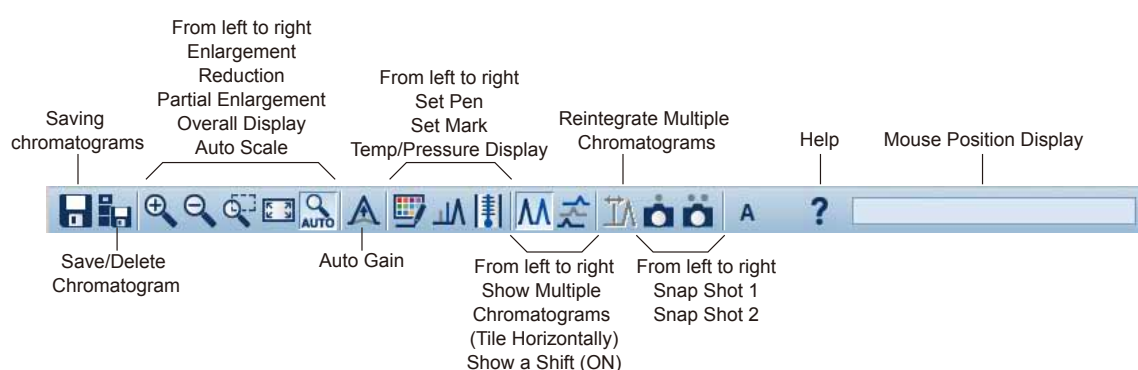 From left to right
Enlargement
Reduction
Partial Enlargement
Overall Display
Auto Scale
From left to right
Set Pen
Set Mark
Temp/Pressure Display
Saving
chromatograms
Reintegrate Multiple
Chromatograms
Help
Mouse Position Display
AUTO
A
?
Save/Delete
Chromatogram
Auto Gain
From left to right
Show Multiple
Chromatograms
(Tile Horizontally)
Show a Shift (ON)
From left to right
Snap Shot 1
Snap Shot 2